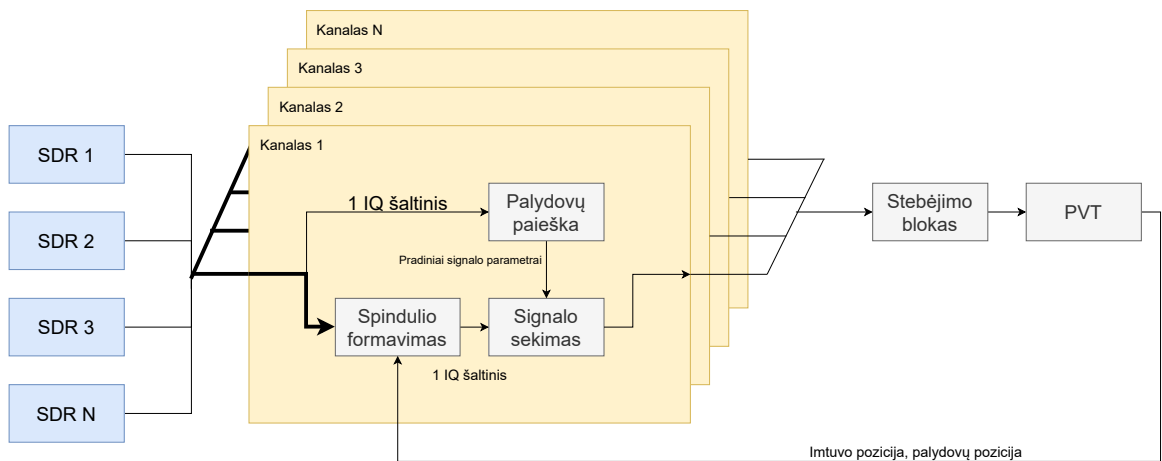 Kanalas N
Kanalas 3
Kanalas 2
Kanalas 1
SDR 1
SDR 2
SDR 3
SDR N
1 IQ šaltinis
Palydovų
paieška
Pradiniai signalo parametrai
Spindulio
formavimas
Signalo
sekimas
1 IQ šaltinis
Stebėjimo
blokas
PVT
Imtuvo pozicija, palydovų pozicija